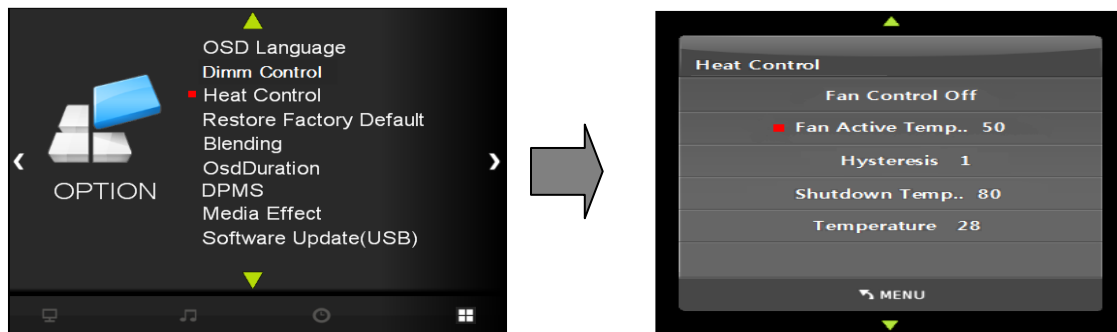 OSD Language
Dimm Control
Heat Control
Restore Factory Default
Blending
OsdDuration
DPMS
Media Effect
Software Update(USB)
OPTION
Heat Control
Fan Control Off
Fan Active Temp.. 50
Hysteresis 1
Shutdown Temp.. 80
Temperature 28
MENU